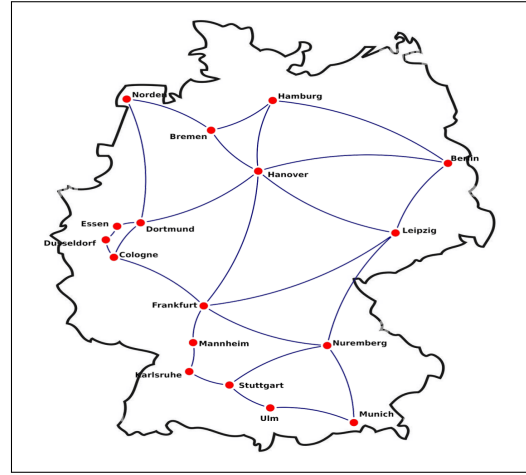 Norden
Hamburg
Bremen
Berlin
Hanover
Essen
Dortmund
Leipzig
Dusseldorf
Cologne
Frankfurt
Mannheim
Nuremberg
Karlsruhe
Stuttgart
Ulm
Munich